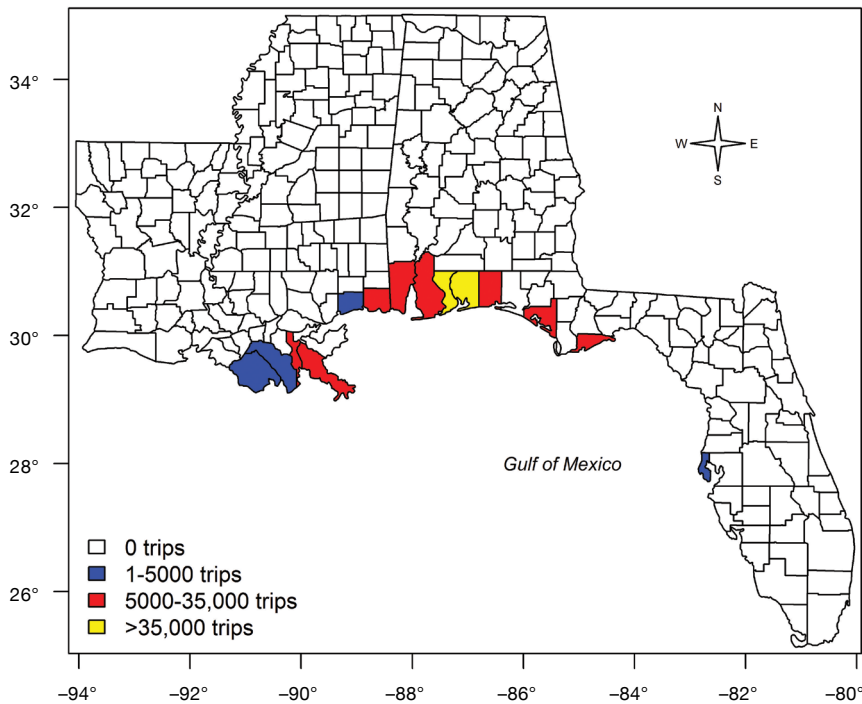 34°
32°
30°
28°
26°
N
W E
S
Gulf of Mexico
0 trips
1-5000 trips
5000-35,000 trips
>35,000 trips
−94° −92° −90° −88° −86° −84° −82° −80°